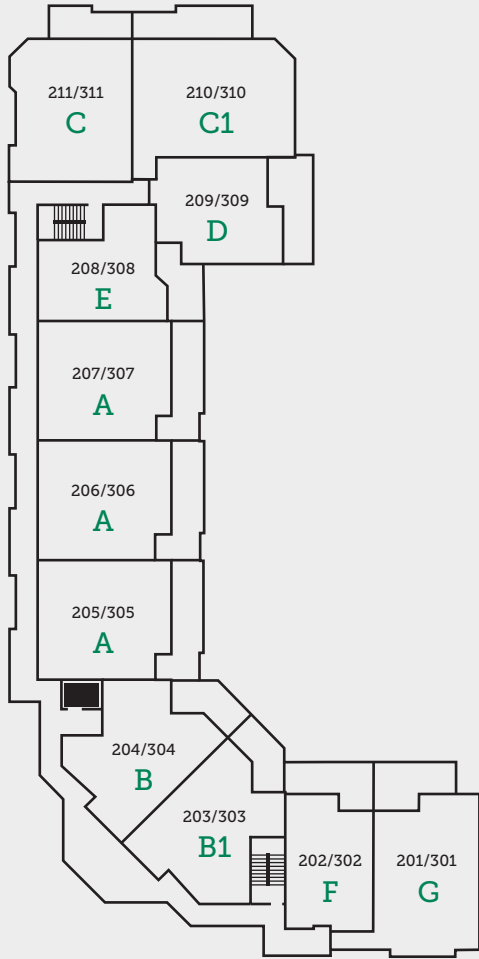 211/311
C
210/310
C1
209/309
D
208/308
E
207/307
A
206/306
A
205/305
A
204/304
B
203/303
B1
202/302
F
201/301
G